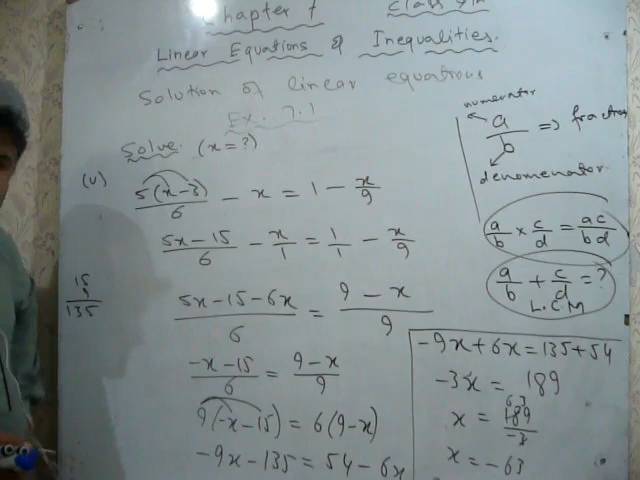 Chapter 7 Class 9th
Linear Equations & Inequalities.
Solution of linear equations
Ex. 7.1
Solve. (x=?)
(v) 5(x-3)/6 - x = 1 - x/9
5x-15/6 - x/1 = 1/1 - x/9
5x-15-6x/6 = 9-x/9
-x-15/6 = 9-x/9
9(-x-15) = 6(9-x)
-9x-135 = 54-6x
15
9
135
numerator
a/b => fraction
denomenator
a/b × c/d = ac/bd
a/b + c/d = ?
L.C.M
-9x+6x = 135+54
-3x = 189
63
x = 189/-3
x = -63